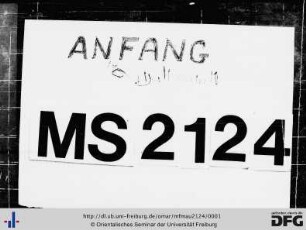 ANFANG
MS 2124
http://dl.ub.uni-freiburg.de/omar/mfmau2124/0001
© Orientalisches Seminar der Universität Freiburg
DFG